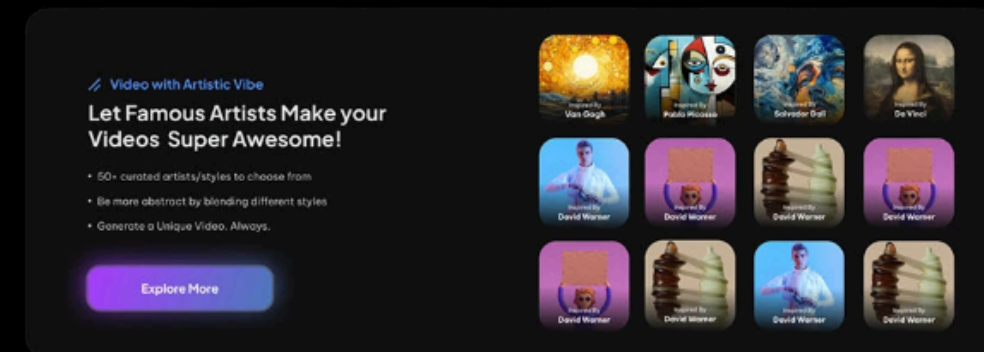 Video with Artistic Vibe
Let Famous Artists Make your
Videos Super Awesome!
• 50+ curated artists/styles to choose from
• Be more abstract by blending different styles
• Generate a Unique Video. Always.
Explore More
Inspired By
Van Gogh
Inspired By
Pablo Picasso
Inspired By
Salvador Dali
Inspired By
Da Vinci
Inspired By
David Warner
Inspired By
David Warner
Inspired By
David Warner
Inspired By
David Warner
Inspired By
David Warner
Inspired By
David Warner
Inspired By
David Warner
Inspired By
David Warner